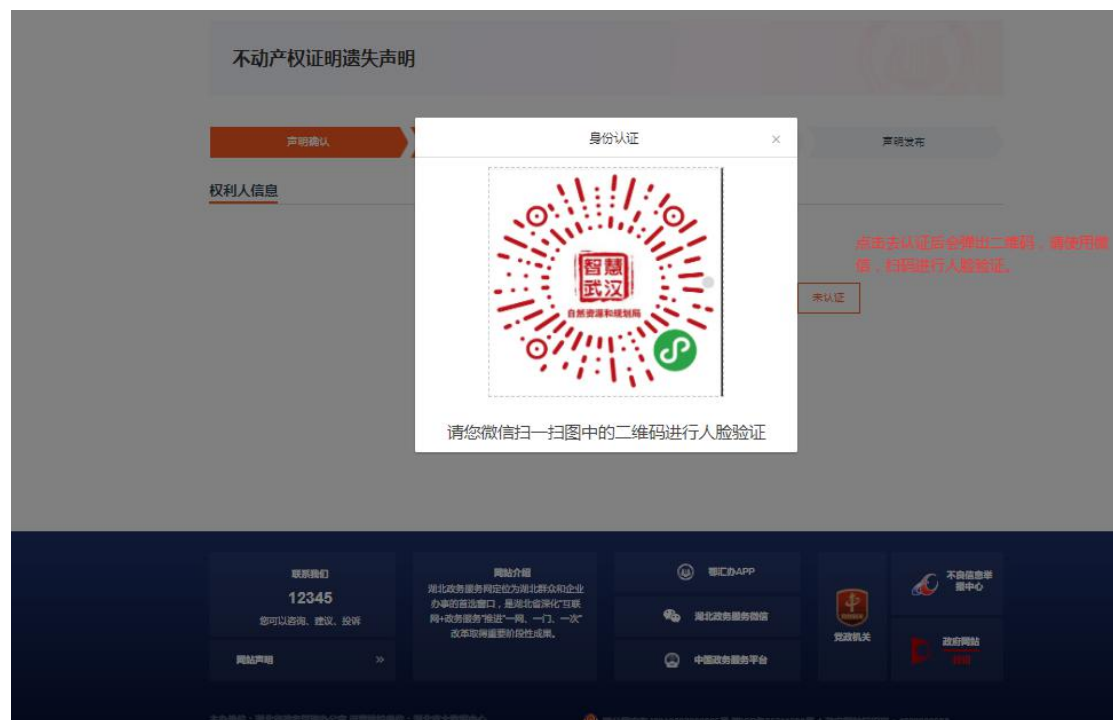 不动产权证明遗失声明
声明确认
身份认证
×
声明发布
权利人信息
点击去认证后会弹出二维码，请使用微
信，扫码进行人脸验证。
智慧
武汉
自然资源和规划局
未认证
请您微信扫一扫图中的二维码进行人脸验证
联系我们
12345
您可以咨询、建议、投诉
网站声明
»
网站介绍
湖北政务服务网定位为湖北群众和企业
办事的首选窗口，是湖北省深化“互联
网+政务服务”推进“一网、一门、一次”
改革取得重要阶段性成果。
鄂汇办APP
湖北政务服务微信
中国政务服务平台
党政机关
不良信息举
报中心
政府网站
找错